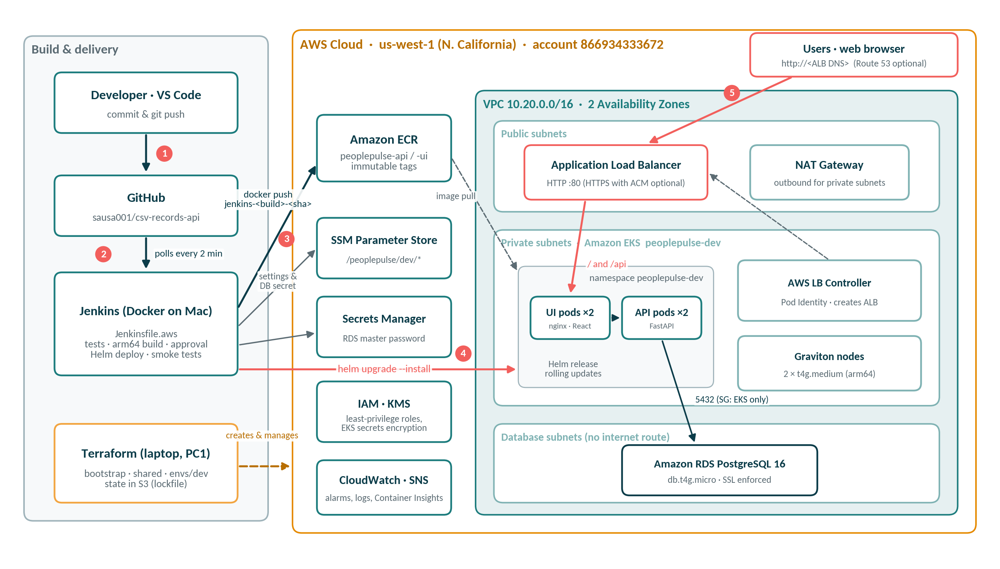 Build & delivery
Developer · VS Code
commit & git push
1
GitHub
sausa001/csv-records-api
2
polls every 2 min
Jenkins (Docker on Mac)
Jenkinsfile.aws
tests · arm64 build · approval
Helm deploy · smoke tests
Terraform (laptop, PC1)
bootstrap · shared · envs/dev
state in S3 (lockfile)
docker push
jenkins-<build>-<sha>
3
settings &
DB secret
creates & manages
AWS Cloud · us-west-1 (N. California) · account 866934333672
Amazon ECR
peoplepulse-api / -ui
immutable tags
image pull
SSM Parameter Store
/peoplepulse/dev/*
Secrets Manager
RDS master password
4
helm upgrade --install
IAM · KMS
least-privilege roles,
EKS secrets encryption
CloudWatch · SNS
alarms, logs, Container Insights
Users · web browser
http://<ALB DNS> (Route 53 optional)
5
VPC 10.20.0.0/16 · 2 Availability Zones
Public subnets
Application Load Balancer
HTTP :80 (HTTPS with ACM optional)
NAT Gateway
outbound for private subnets
Private subnets · Amazon EKS peoplepulse-dev
/ and /api
namespace peoplepulse-dev
UI pods ×2
nginx · React
API pods ×2
FastAPI
Helm release
rolling updates
AWS LB Controller
Pod Identity · creates ALB
Graviton nodes
2 × t4g.medium (arm64)
5432 (SG: EKS only)
Database subnets (no internet route)
Amazon RDS PostgreSQL 16
db.t4g.micro · SSL enforced